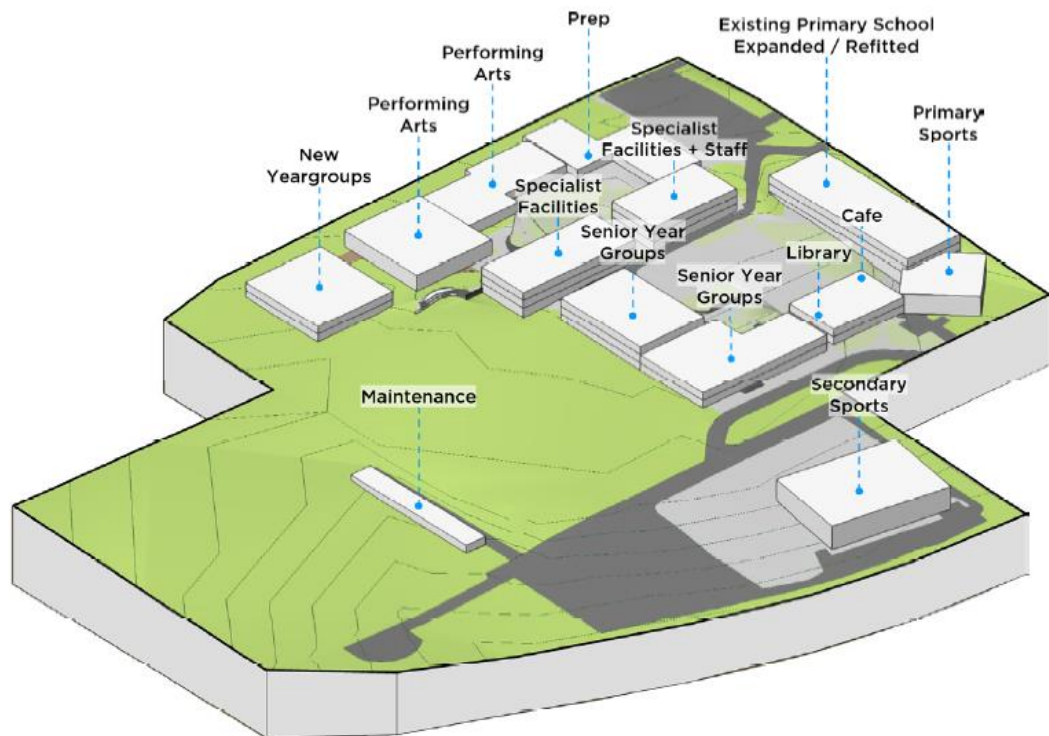 Prep
Existing Primary School
Expanded / Refitted
Performing
Arts
Performing
Arts
Primary
Sports
Specialist
Facilities + Staff
New
Yeargroups
Specialist
Facilities
Cafe
Senior Year
Groups
Library
Senior Year
Groups
Maintenance
Secondary
Sports